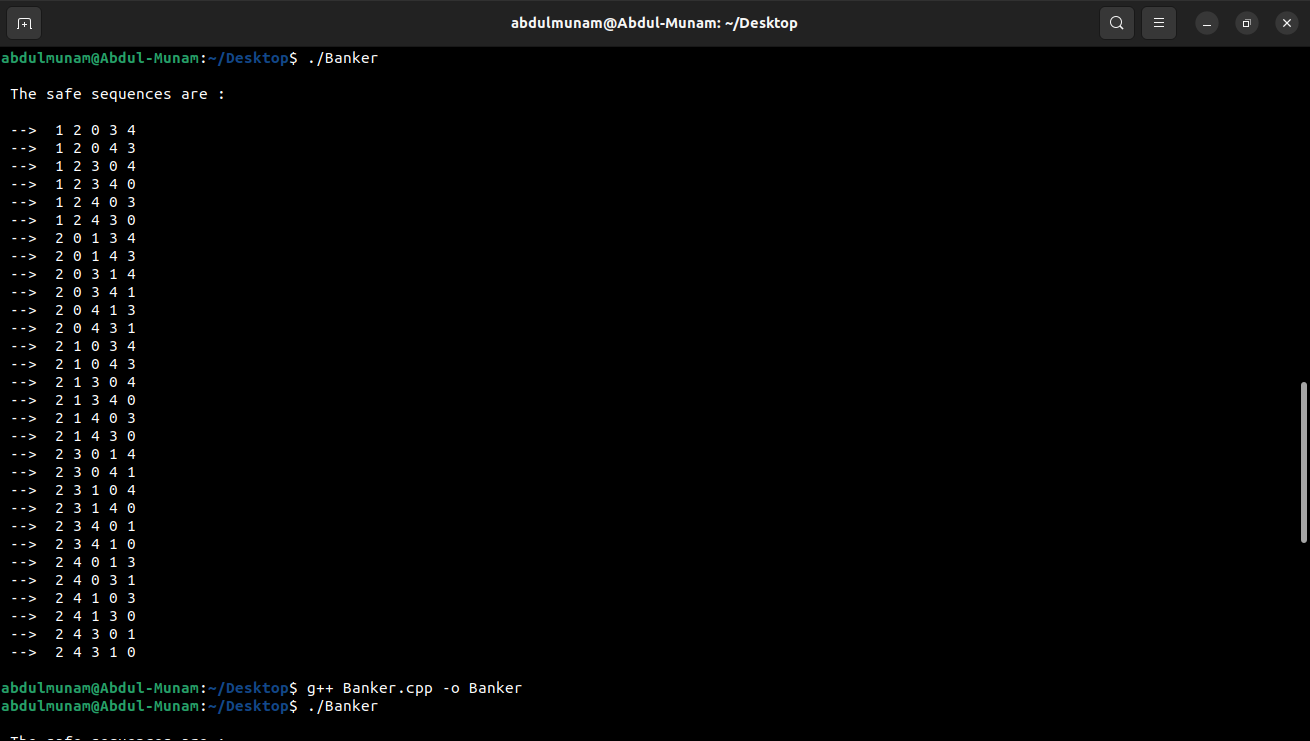 abdulmunam@Abdul-Munam: ~/Desktop
abdulmunam@Abdul-Munam:~/Desktop$ ./Banker
The safe sequences are :
-->  1 2 0 3 4
-->  1 2 0 4 3
-->  1 2 3 0 4
-->  1 2 3 4 0
-->  1 2 4 0 3
-->  1 2 4 3 0
-->  2 0 1 3 4
-->  2 0 1 4 3
-->  2 0 3 1 4
-->  2 0 3 4 1
-->  2 0 4 1 3
-->  2 0 4 3 1
-->  2 1 0 3 4
-->  2 1 0 4 3
-->  2 1 3 0 4
-->  2 1 3 4 0
-->  2 1 4 0 3
-->  2 1 4 3 0
-->  2 3 0 1 4
-->  2 3 0 4 1
-->  2 3 1 0 4
-->  2 3 1 4 0
-->  2 3 4 0 1
-->  2 3 4 1 0
-->  2 4 0 1 3
-->  2 4 0 3 1
-->  2 4 1 0 3
-->  2 4 1 3 0
-->  2 4 3 0 1
-->  2 4 3 1 0
abdulmunam@Abdul-Munam:~/Desktop$ g++ Banker.cpp -o Banker
abdulmunam@Abdul-Munam:~/Desktop$ ./Banker
The safe sequences are :